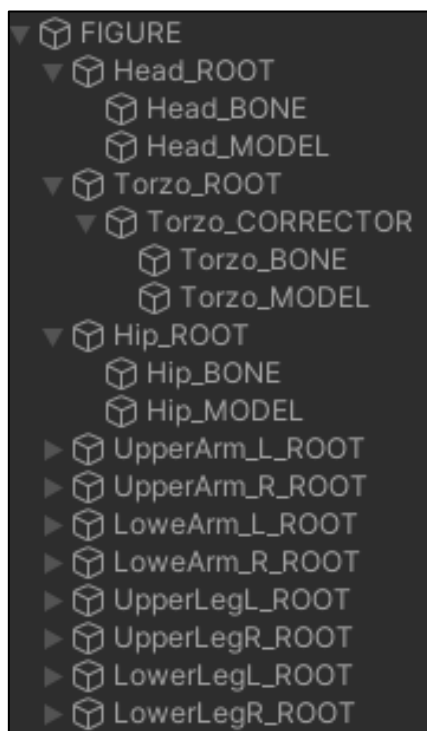 FIGURE
Head_ROOT
Head_BONE
Head_MODEL
Torzo_ROOT
Torzo_CORRECTOR
Torzo_BONE
Torzo_MODEL
Hip_ROOT
Hip_BONE
Hip_MODEL
UpperArm_L_ROOT
UpperArm_R_ROOT
LoweArm_L_ROOT
LoweArm_R_ROOT
UpperLegL_ROOT
UpperLegR_ROOT
LowerLegL_ROOT
LowerLegR_ROOT